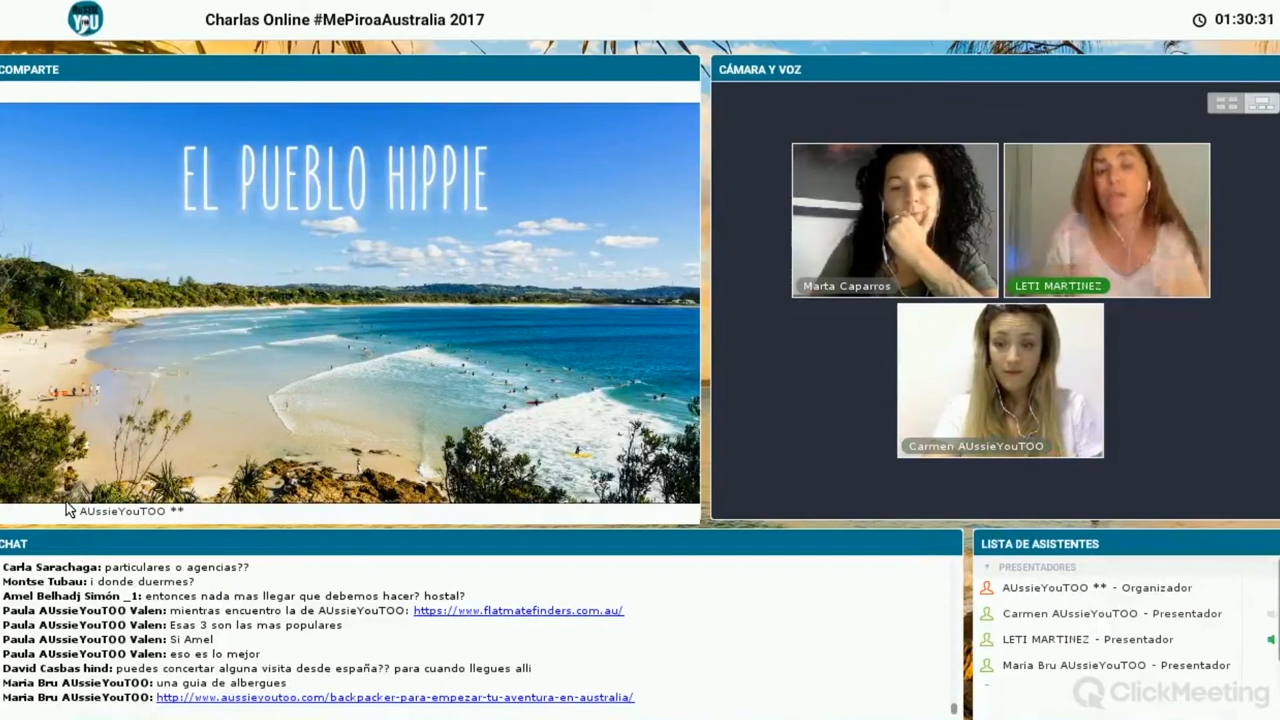 AUSSIE
YOU
Charlas Online #MePiroaAustralia 2017
01:30:31
COMPARTE
EL PUEBLO HIPPIE
AUssieYouTOO **
CÁMARA Y VOZ
Marta Caparros
LETI MARTINEZ
Carmen AUssieYouTOO
CHAT
Carla Sarachaga: particulares o agencias??
Montse Tubau: i donde duermes?
Amel Belhadj Simón _1: entonces nada mas llegar que debemos hacer? hostal?
Paula AUssieYouTOO Valen: mientras encuentro la de AUssieYouTOO: https://www.flatmatefinders.com.au/
Paula AUssieYouTOO Valen: Esas 3 son las mas populares
Paula AUssieYouTOO Valen: Si Amel
Paula AUssieYouTOO Valen: eso es lo mejor
David Casbas hind: puedes concertar alguna visita desde españa?? para cuando llegues alli
Maria Bru AUssieYouTOO: una guia de albergues
Maria Bru AUssieYouTOO: http://www.aussieyoutoo.com/backpacker-para-empezar-tu-aventura-en-australia/
LISTA DE ASISTENTES
PRESENTADORES
AUssieYouTOO ** - Organizador
Carmen AUssieYouTOO - Presentador
LETI MARTINEZ - Presentador
Maria Bru AUssieYouTOO - Presentador
ClickMeeting